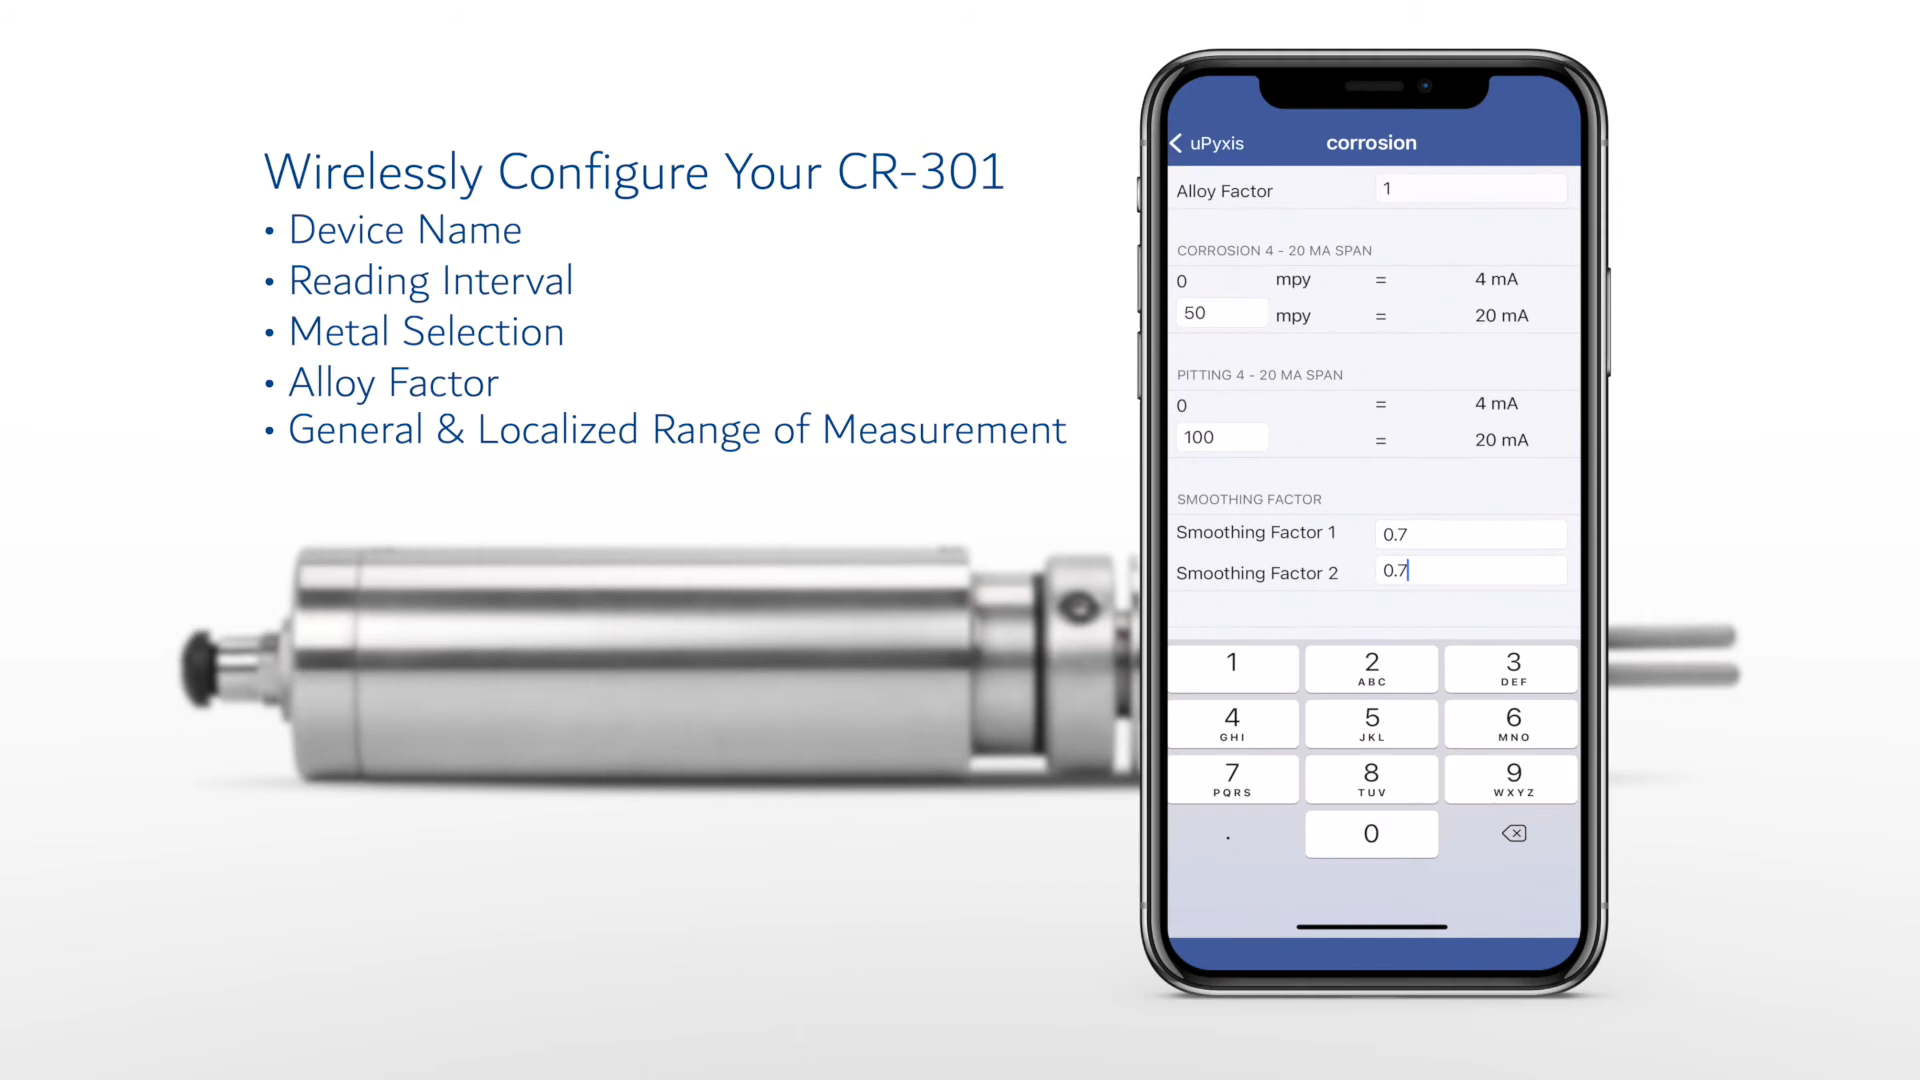 Wirelessly Configure Your CR-301
• Device Name
• Reading Interval
• Metal Selection
• Alloy Factor
• General & Localized Range of Measurement
uPyxis corrosion
Alloy Factor 1
CORROSION 4 - 20 MA SPAN
0 mpy = 4 mA
50 mpy = 20 mA
PITTING 4 - 20 MA SPAN
0 = 4 mA
100 = 20 mA
SMOOTHING FACTOR
Smoothing Factor 1 0.7
Smoothing Factor 2 0.7
1 2 3
ABC DEF
4 5 6
GHI JKL MNO
7 8 9
PQRS TUV WXYZ
. 0